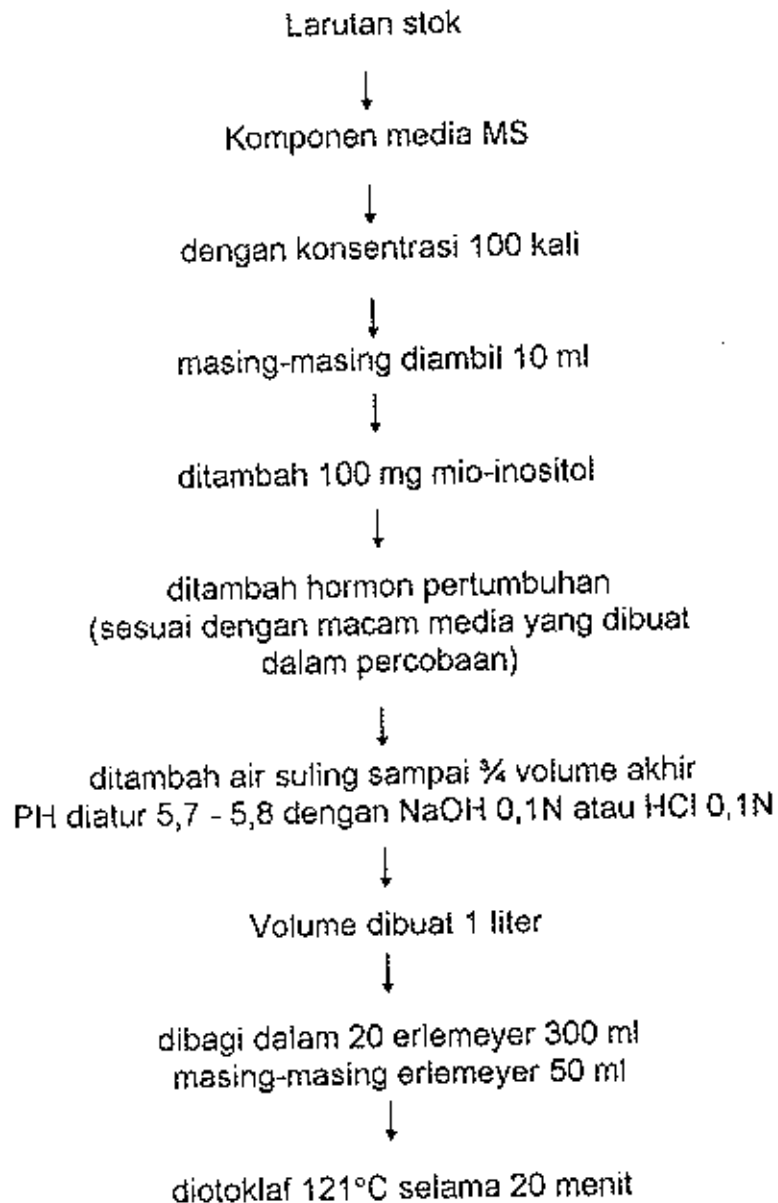 Larutan stok
Komponen media MS
dengan konsentrasi 100 kali
masing-masing diambil 10 ml
ditambah 100 mg mio-inositol
ditambah hormon pertumbuhan
(sesuai dengan macam media yang dibuat
dalam percobaan)
ditambah air suling sampai ¾ volume akhir
PH diatur 5,7 - 5,8 dengan NaOH 0,1N atau HCl 0,1N
Volume dibuat 1 liter
dibagi dalam 20 erlemeyer 300 ml
masing-masing erlemeyer 50 ml
diotoklaf 121°C selama 20 menit